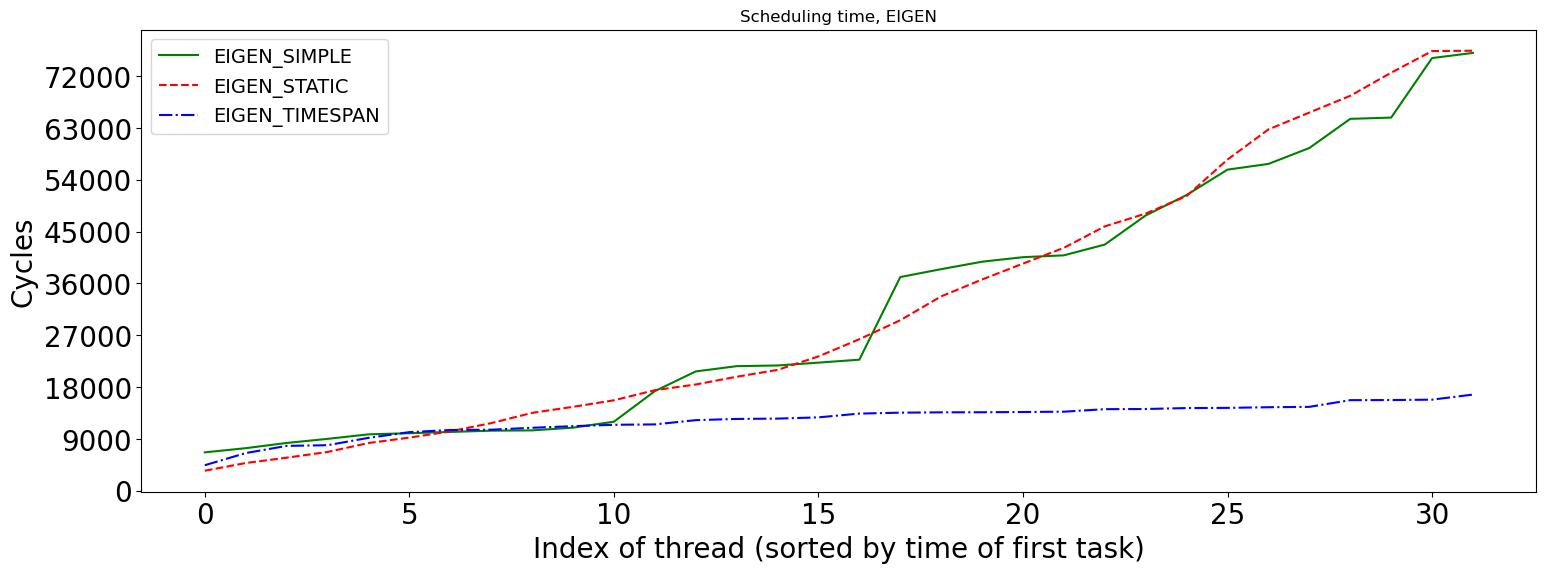 Scheduling time, EIGEN
EIGEN_SIMPLE
EIGEN_STATIC
EIGEN_TIMESPAN
Cycles
72000
63000
54000
45000
36000
27000
18000
9000
0
0 5 10 15 20 25 30
Index of thread (sorted by time of first task)